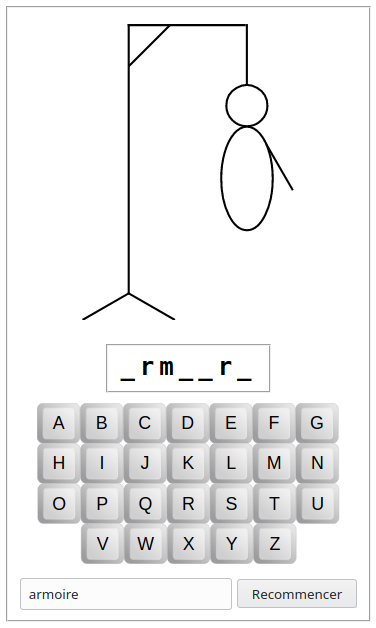 _rm__r_
A B C D E F G
H I J K L M N
O P Q R S T U
V W X Y Z
armoire Recommencer